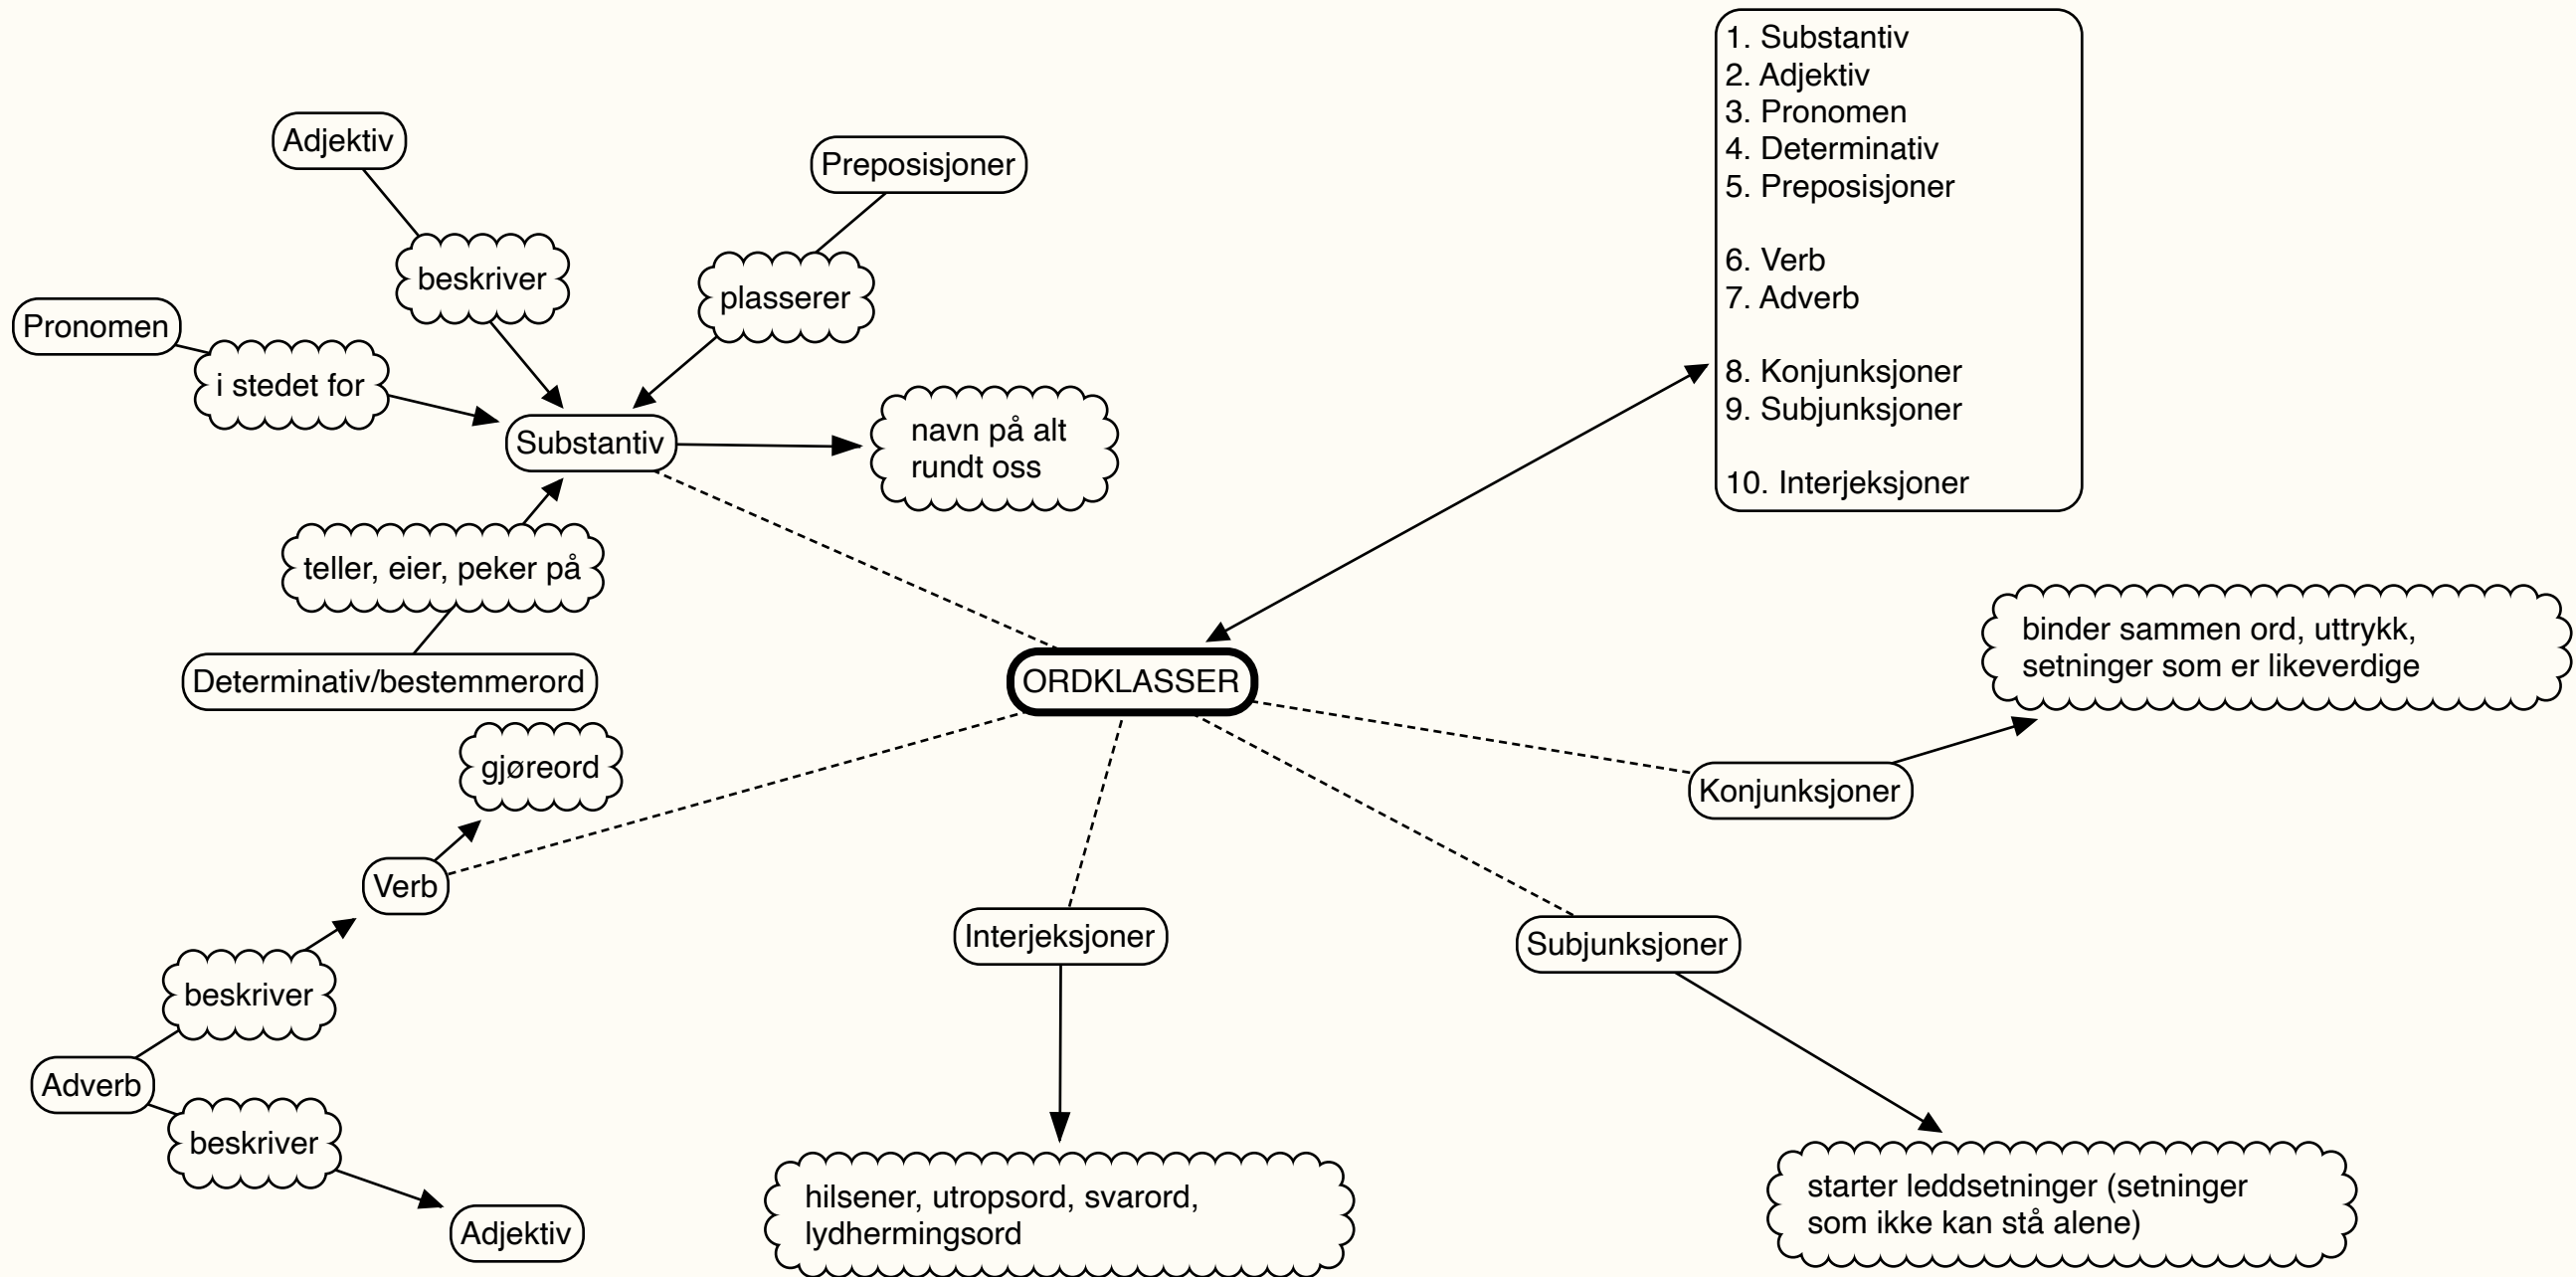 1. Substantiv
2. Adjektiv
3. Pronomen
4. Determinativ
5. Preposisjoner
6. Verb
7. Adverb
8. Konjunksjoner
9. Subjunksjoner
10. Interjeksjoner
Adjektiv
Preposisjoner
beskriver
plasserer
Pronomen
i stedet for
Substantiv
navn på alt
rundt oss
teller, eier, peker på
Determinativ/bestemmerord
ORDKLASSER
binder sammen ord, uttrykk,
setninger som er likeverdige
gjøreord
Konjunksjoner
Verb
Interjeksjoner
Subjunksjoner
beskriver
Adverb
beskriver
Adjektiv
hilsener, utropsord, svarord,
lydhermingsord
starter leddsetninger (setninger
som ikke kan stå alene)